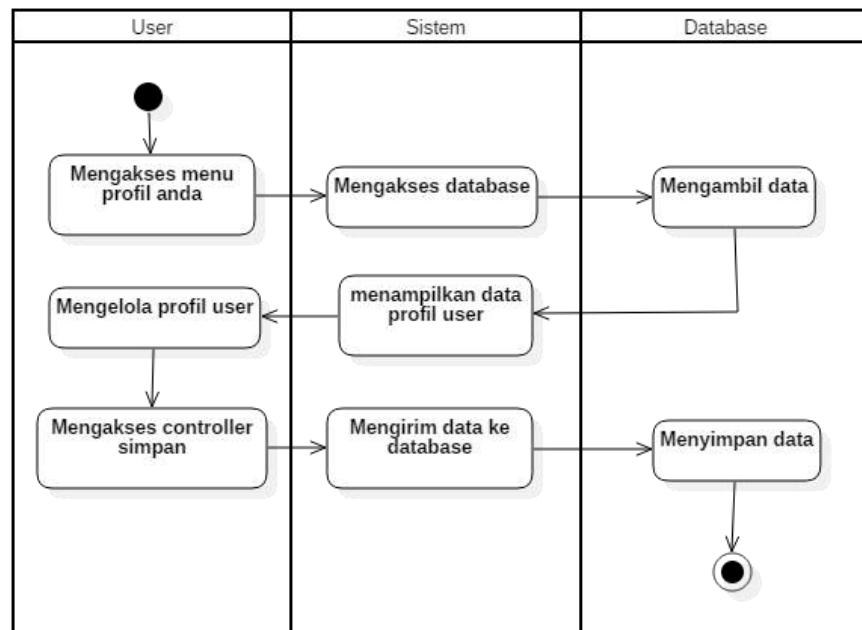 User
Sistem
Database
Mengakses menu
profil anda
Mengakses database
Mengambil data
Mengelola profil user
menampilkan data
profil user
Mengakses controller
simpan
Mengirim data ke
database
Menyimpan data